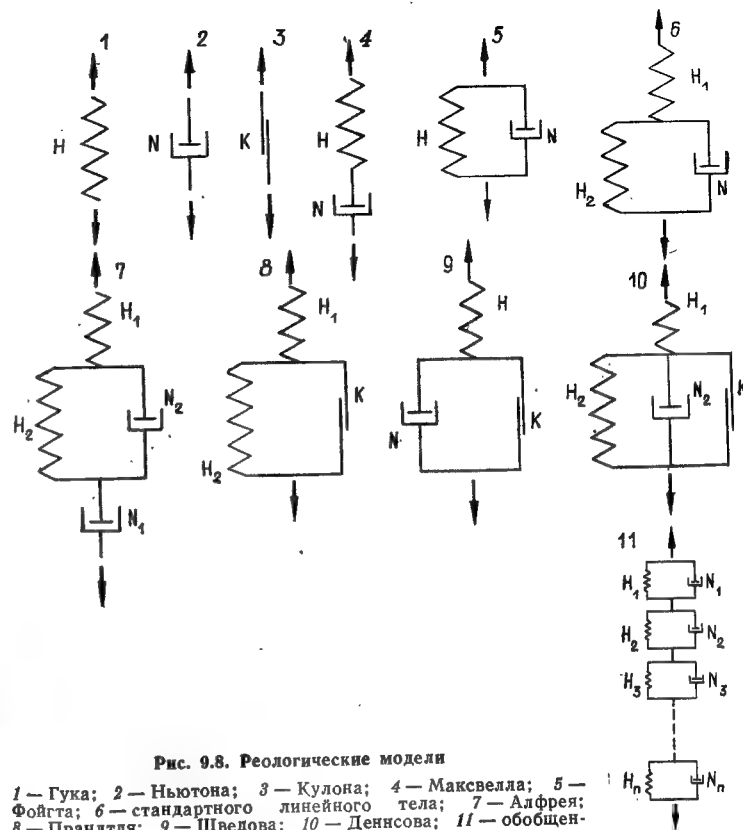 1 2 3 4 5 6
H N K H N H N H₁ H₂ N
7 8 9 10
H₁ H₂ N₂ N₁
H₁ H₂ K
H N K
H₁ H₂ N₂ K
11
H₁ N₁
H₂ N₂
H₃ N₃
Hₙ Nₙ
Рис. 9.8. Реологические модели
1 — Гука; 2 — Ньютона; 3 — Кулона; 4 — Максвелла; 5 —
Фойгта; 6 — стандартного линейного тела; 7 — Алфрея;
8 — Прандтля; 9 — Шведова; 10 — Денисова; 11 — обобщен-